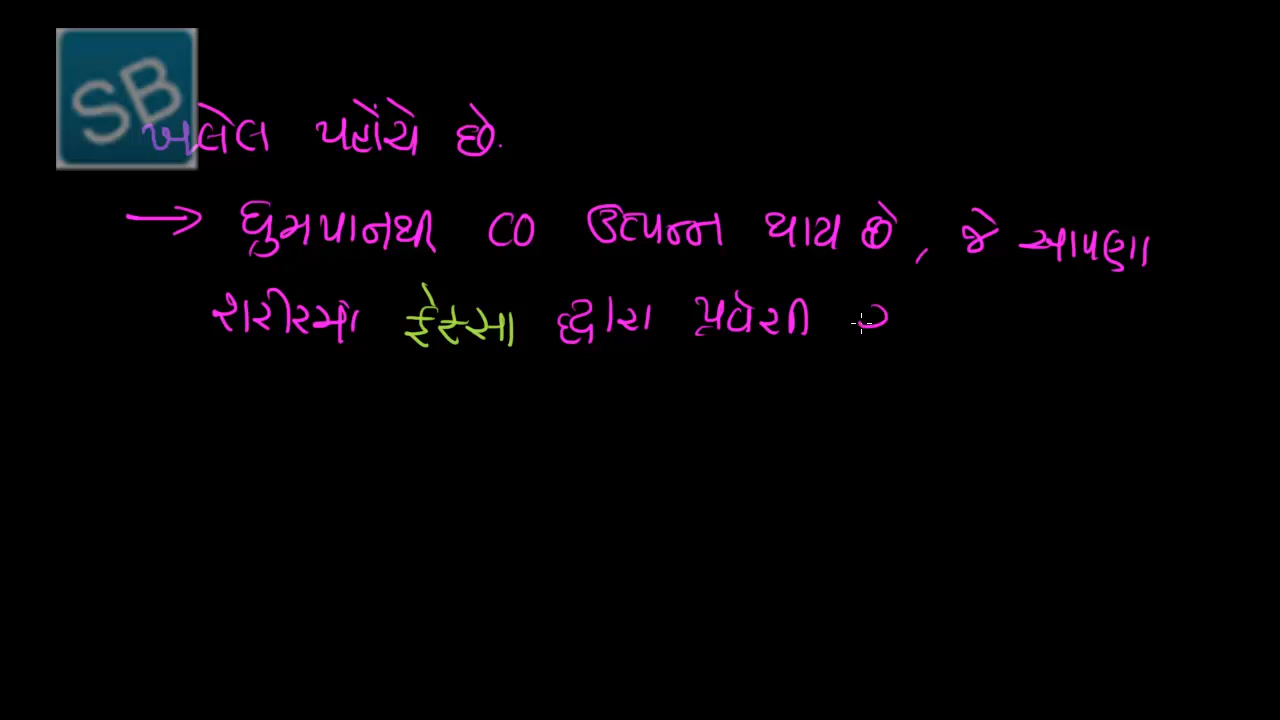 SB
ખલેલ પહોંચે છે.
→ ધુમ્રપાનથી CO ઉત્પન્ન થાય છે, જે આપણા
શરીરમાં ફેફસા દ્વારા પ્રવેશી